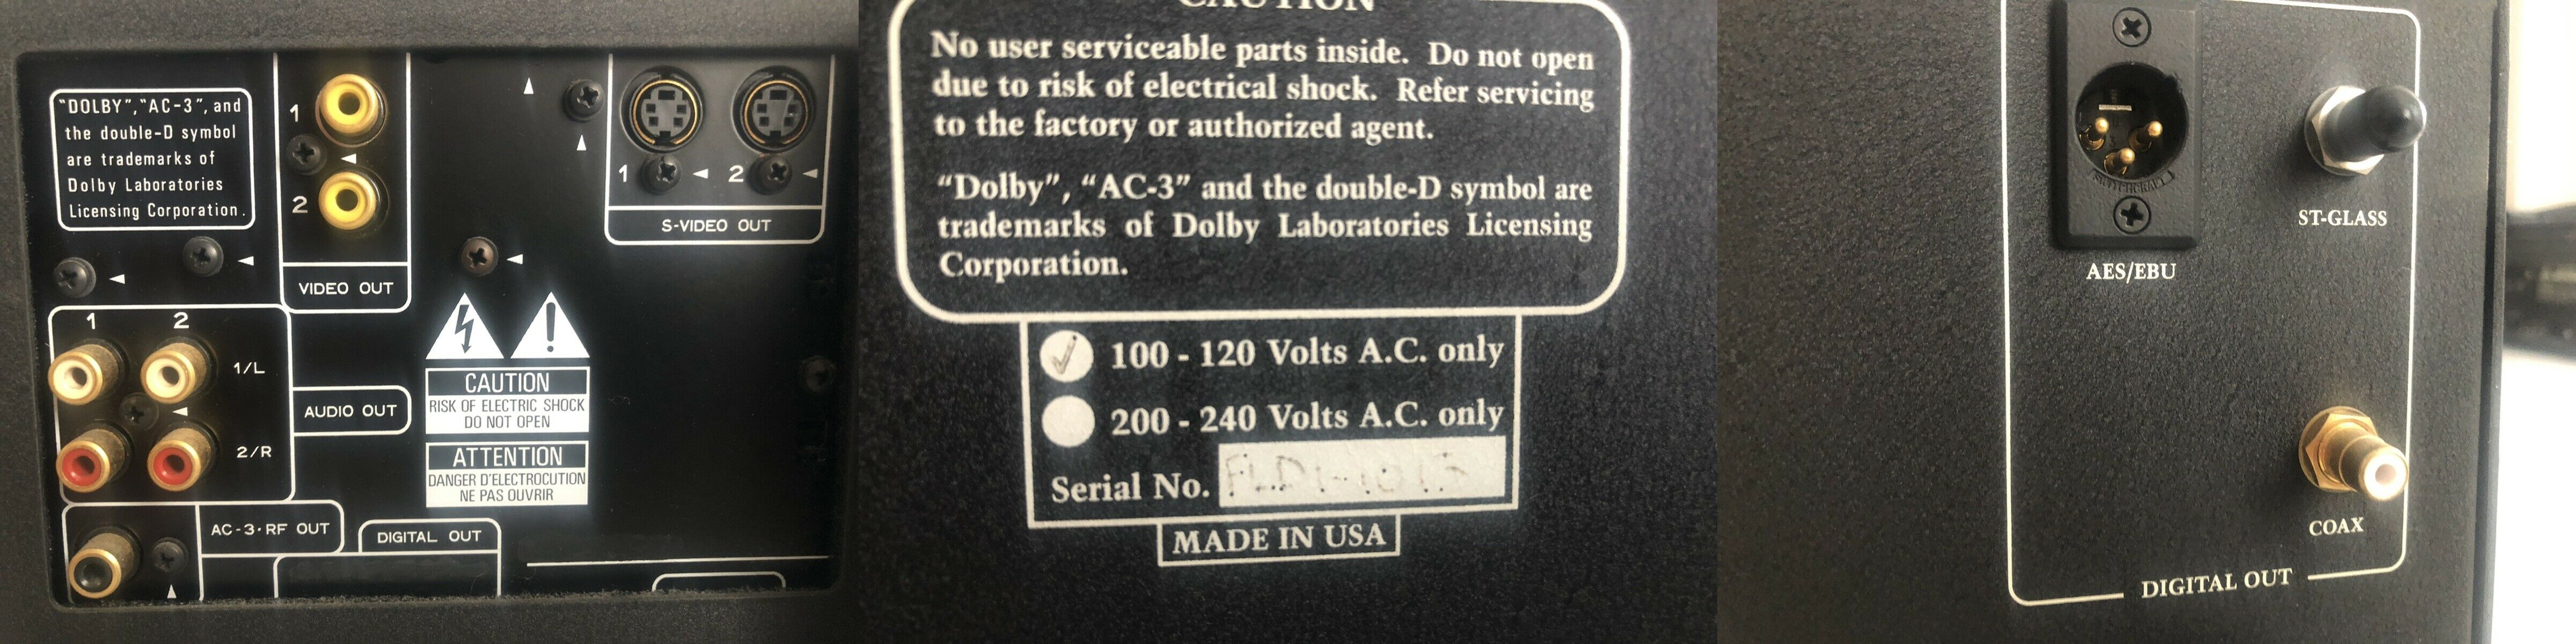 "DOLBY", "AC-3", and
the double-D symbol
are trademarks of
Dolby Laboratories
Licensing Corporation.
1
2
VIDEO OUT
1 2
S-VIDEO OUT
1 2
1/L
2/R
AUDIO OUT
CAUTION
RISK OF ELECTRIC SHOCK
DO NOT OPEN
ATTENTION
DANGER D'ELECTROCUTION
NE PAS OUVRIR
AC-3·RF OUT
DIGITAL OUT
CAUTION
No user serviceable parts inside. Do not open
due to risk of electrical shock. Refer servicing
to the factory or authorized agent.
"Dolby", "AC-3" and the double-D symbol are
trademarks of Dolby Laboratories Licensing
Corporation.
100 - 120 Volts A.C. only
200 - 240 Volts A.C. only
Serial No.
MADE IN USA
SWITCHCRAFT
AES/EBU
ST-GLASS
COAX
DIGITAL OUT